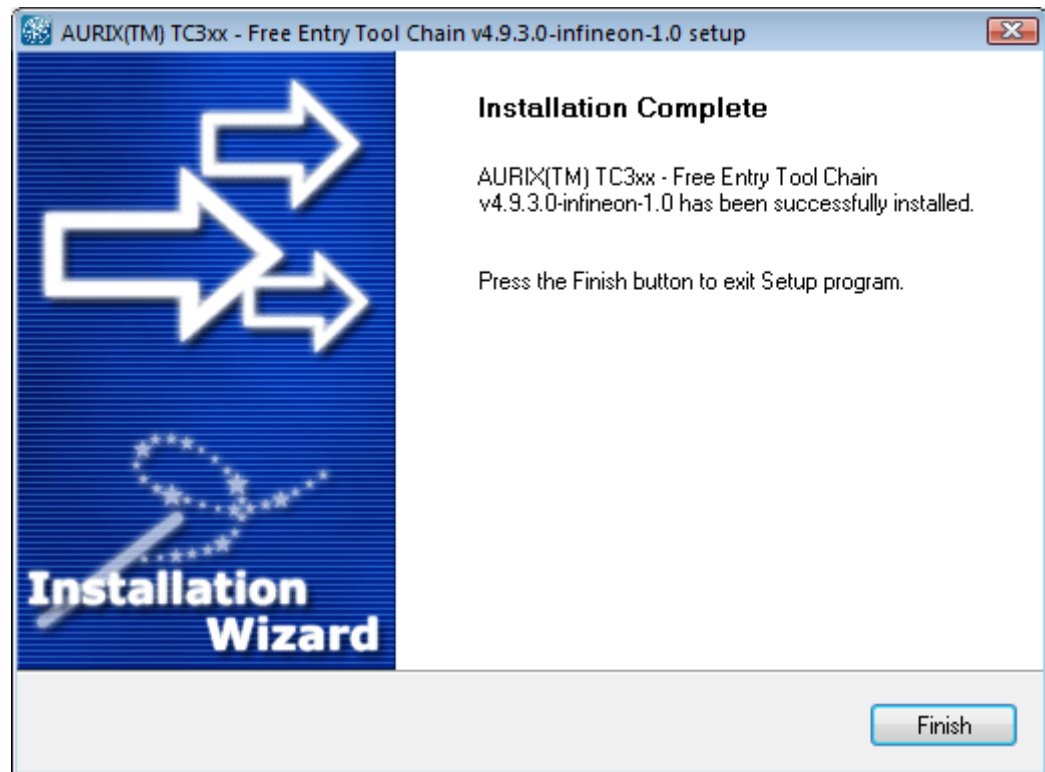 AURIX(TM) TC3xx - Free Entry Tool Chain v4.9.3.0-infineon-1.0 setup
Installation Complete
AURIX(TM) TC3xx - Free Entry Tool Chain
v4.9.3.0-infineon-1.0 has been successfully installed.
Press the Finish button to exit Setup program.
Installation
Wizard
Finish